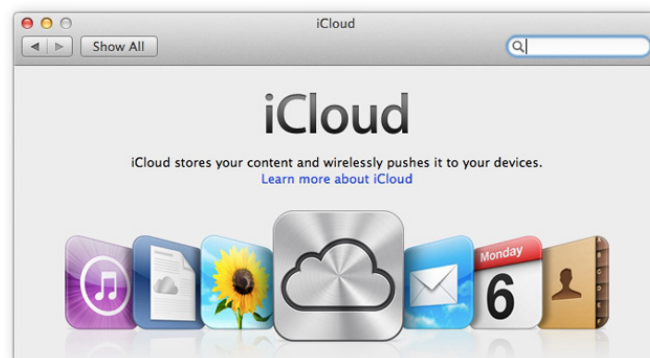 iCloud
Show All
iCloud
iCloud stores your content and wirelessly pushes it to your devices.
Learn more about iCloud
Monday
6
A
B
C
D
E